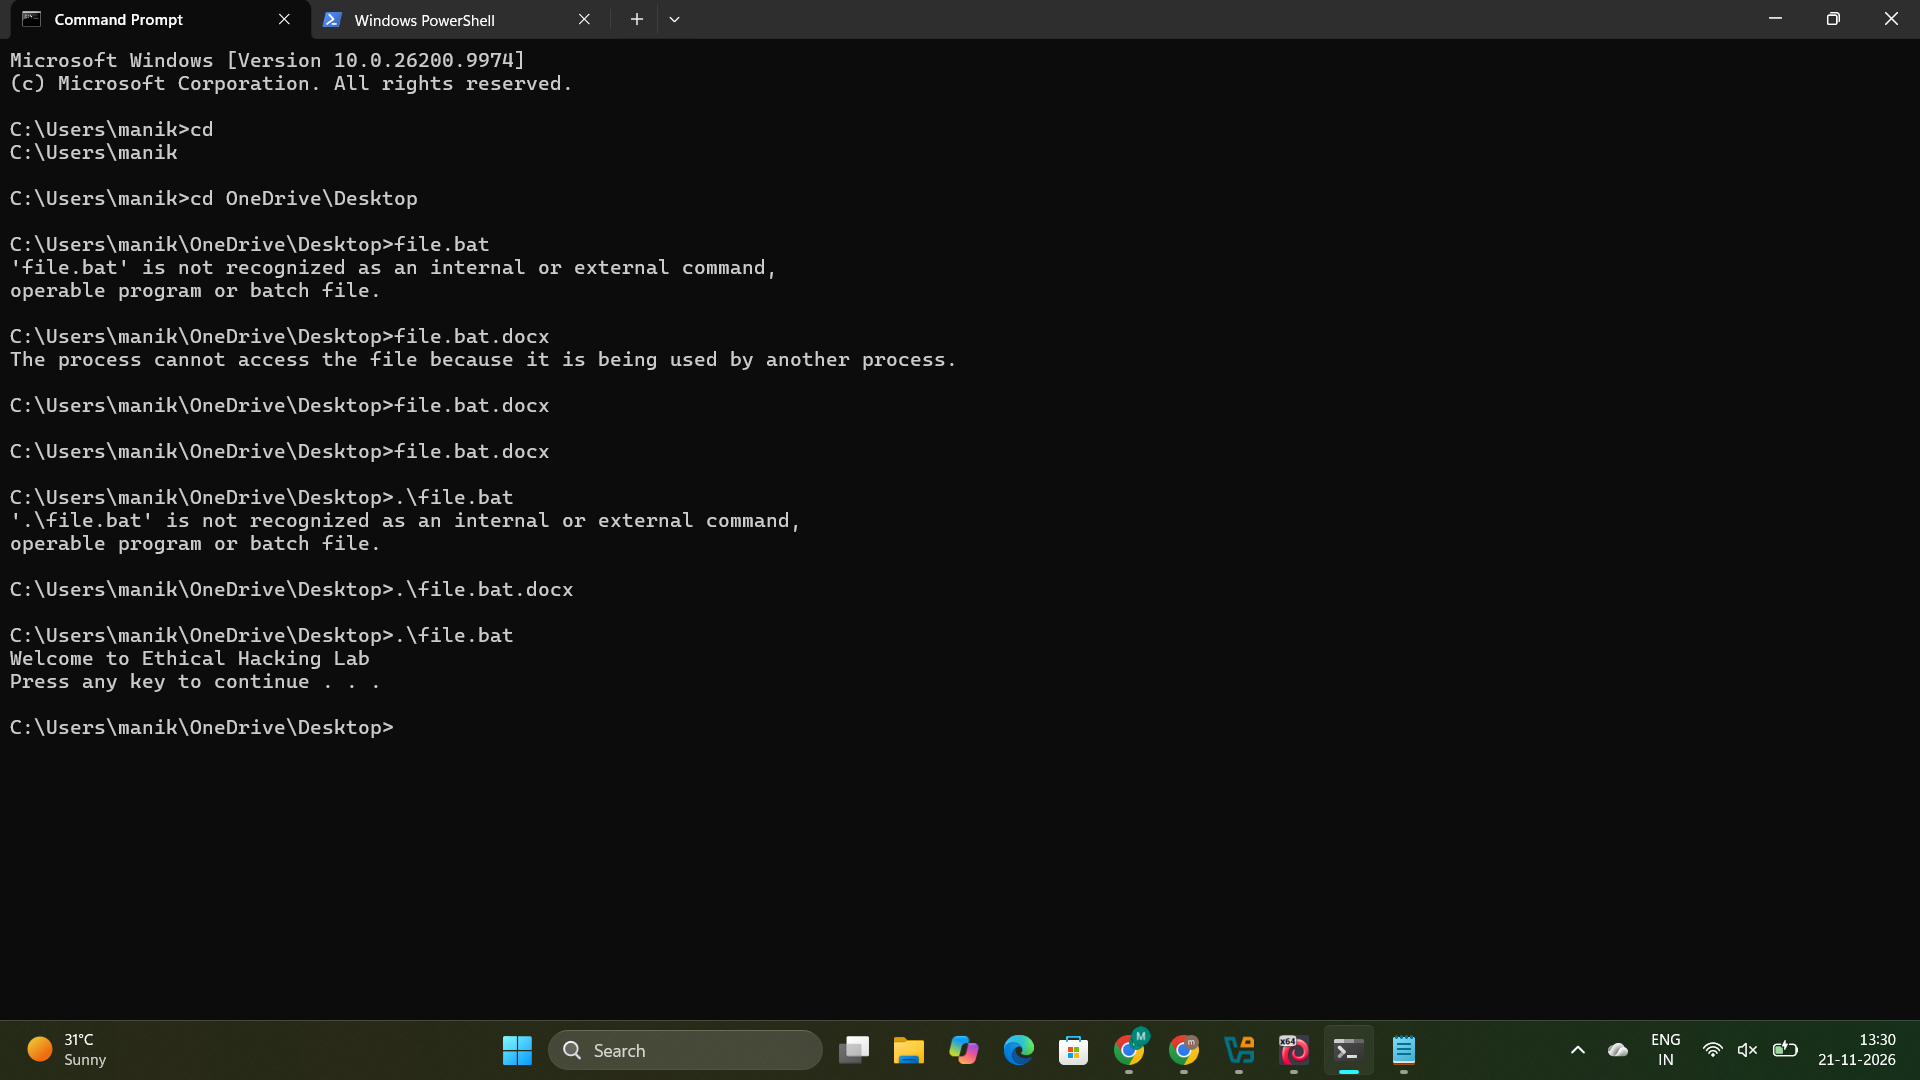 Command Prompt
Windows PowerShell
Microsoft Windows [Version 10.0.26200.9974]
(c) Microsoft Corporation. All rights reserved.
C:\Users\manik>cd
C:\Users\manik
C:\Users\manik>cd OneDrive\Desktop
C:\Users\manik\OneDrive\Desktop>file.bat
'file.bat' is not recognized as an internal or external command,
operable program or batch file.
C:\Users\manik\OneDrive\Desktop>file.bat.docx
The process cannot access the file because it is being used by another process.
C:\Users\manik\OneDrive\Desktop>file.bat.docx
C:\Users\manik\OneDrive\Desktop>file.bat.docx
C:\Users\manik\OneDrive\Desktop>.\file.bat
'.\file.bat' is not recognized as an internal or external command,
operable program or batch file.
C:\Users\manik\OneDrive\Desktop>.\file.bat.docx
C:\Users\manik\OneDrive\Desktop>.\file.bat
Welcome to Ethical Hacking Lab
Press any key to continue . . .
C:\Users\manik\OneDrive\Desktop>
31°C
Sunny
Search
M
m
x64
ENG
IN
13:30
21-11-2026